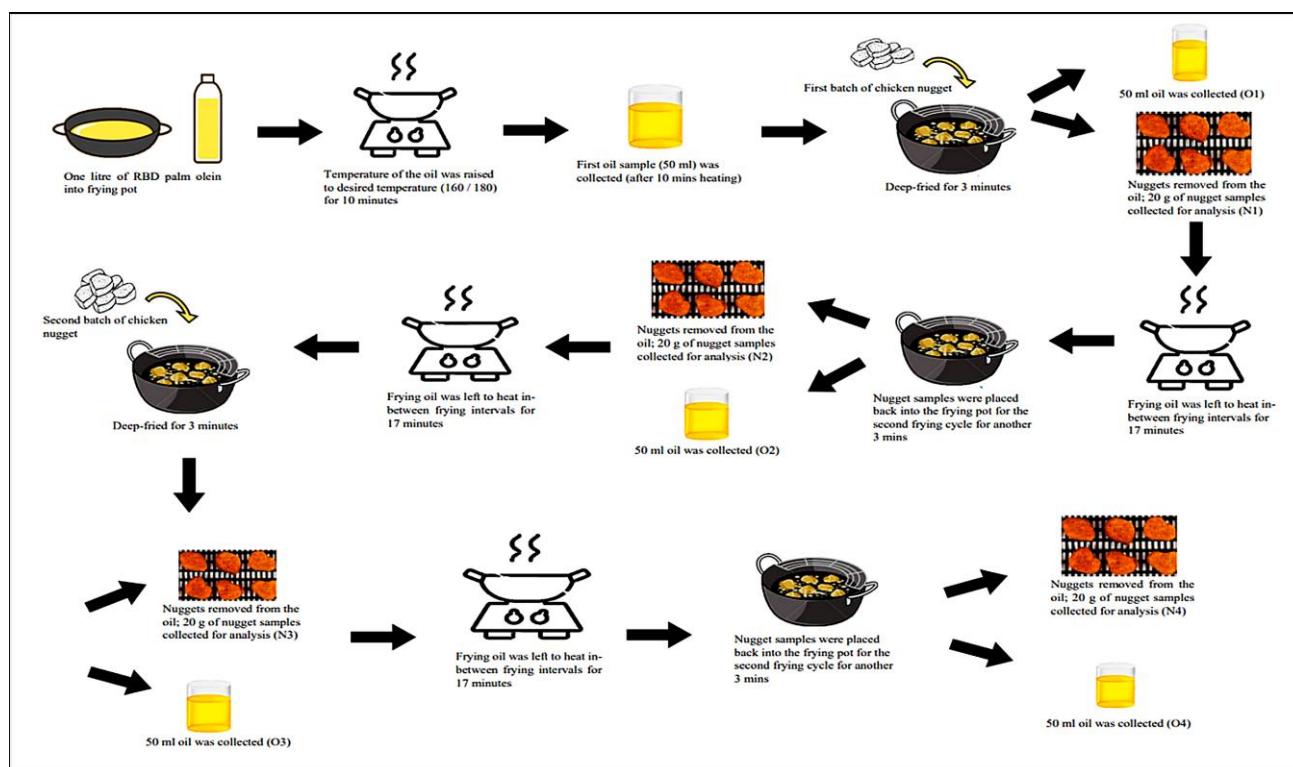 One litre of RBD palm olein
into frying pot
Temperature of the oil was raised
to desired temperature (160 / 180)
for 10 minutes
First oil sample (50 ml) was
collected (after 10 mins heating)
First batch of chicken nugget
Deep-fried for 3 minutes
50 ml oil was collected (O1)
Nuggets removed from the
oil; 20 g of nugget samples
collected for analysis (N1)
Frying oil was left to heat in-
between frying intervals for
17 minutes
Nugget samples were placed
back into the frying pot for the
second frying cycle for another
3 mins
Nuggets removed from the
oil; 20 g of nugget samples
collected for analysis (N2)
50 ml oil was collected (O2)
Frying oil was left to heat in-
between frying intervals for
17 minutes
Second batch of chicken
nugget
Deep-fried for 3 minutes
Nuggets removed from the
oil; 20 g of nugget samples
collected for analysis (N3)
50 ml oil was collected (O3)
Frying oil was left to heat in-
between frying intervals for
17 minutes
Nugget samples were placed
back into the frying pot for
the second frying cycle for another
3 mins
Nuggets removed from the
oil; 20 g of nugget samples
collected for analysis (N4)
50 ml oil was collected (O4)